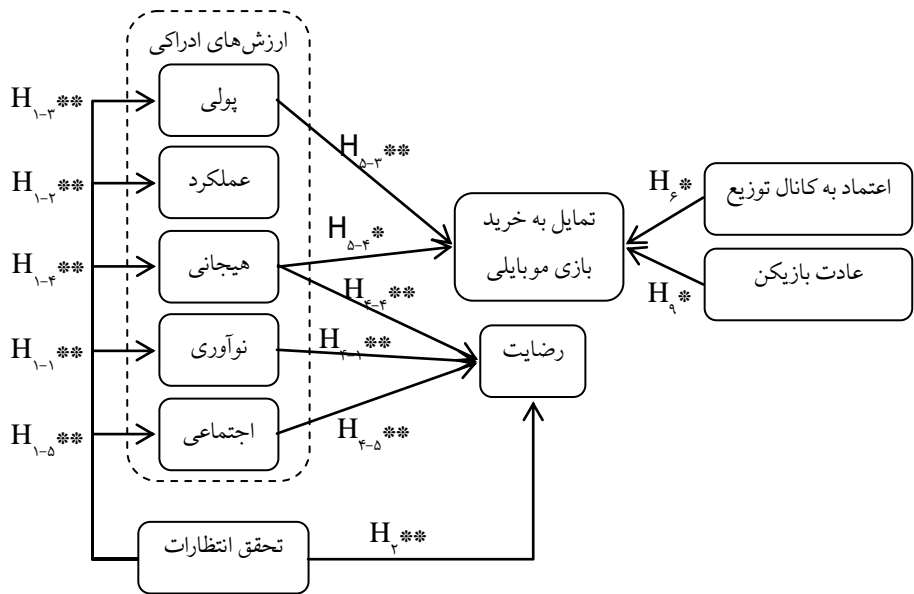 ارزش‌های ادراکی
پولی
H۱-۳**
عملکرد
H۱-۲**
هیجانی
H۱-۴**
نوآوری
H۱-۱**
اجتماعی
H۱-۵**
تحقق انتظارات
H۵-۳**
H۵-۴*
H۴-۴**
H۴-۱**
H۴-۵**
H۲**
تمایل به خرید
بازی موبایلی
رضایت
H۶*
H۹*
اعتماد به کانال توزیع
عادت بازیکن